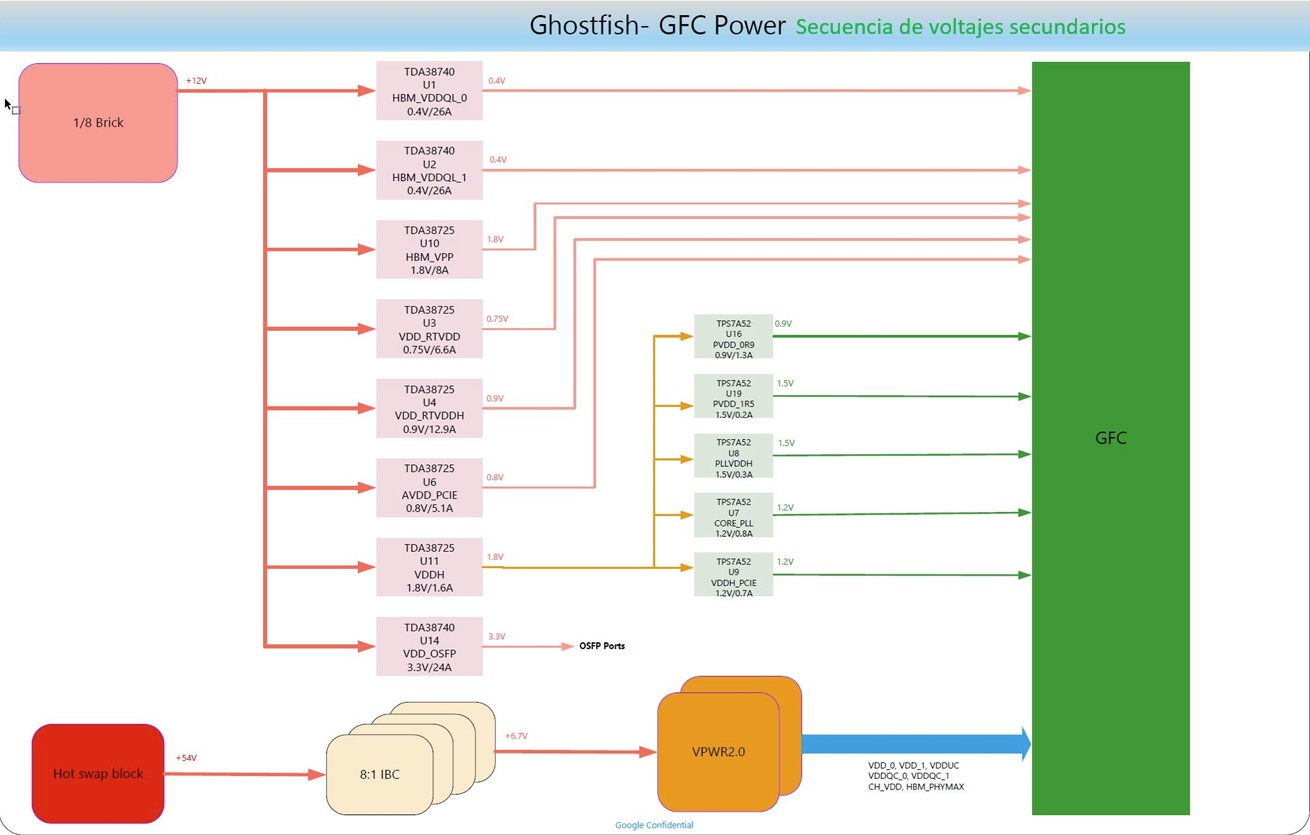 Ghostfish- GFC Power Secuencia de voltajes secundarios
1/8 Brick
+12V
TDA38740
U1
HBM_VDDQL_0
0.4V/26A
0.4V
TDA38740
U2
HBM_VDDQL_1
0.4V/26A
0.4V
TDA38725
U10
HBM_VPP
1.8V/8A
1.8V
TDA38725
U3
VDD_RTVDD
0.75V/6.6A
0.75V
TDA38725
U4
VDD_RTVDDH
0.9V/12.9A
0.9V
TDA38725
U6
AVDD_PCIE
0.8V/5.1A
0.8V
TDA38725
U11
VDDH
1.8V/1.6A
1.8V
TDA38740
U14
VDD_OSFP
3.3V/24A
3.3V
OSFP Ports
TPS7A52
U16
PVDD_0R9
0.9V/1.3A
0.9V
TPS7A52
U19
PVDD_1R5
1.5V/0.2A
1.5V
TPS7A52
U8
PLLVDDH
1.5V/0.3A
1.5V
TPS7A52
U7
CORE_PLL
1.2V/0.8A
1.2V
TPS7A52
U9
VDDH_PCIE
1.2V/0.7A
1.2V
GFC
Hot swap block
+54V
8:1 IBC
+6.7V
VPWR2.0
VDD_0, VDD_1, VDDUC
VDDQC_0, VDDQC_1
CH_VDD, HBM_PHYMAX
Google Confidential